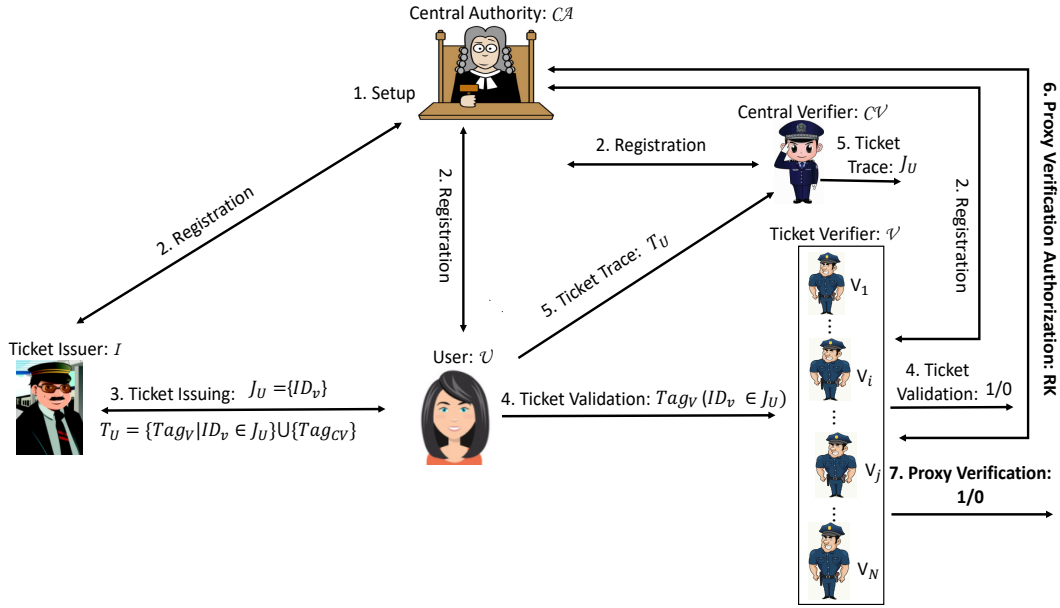 Central Authority: 𝒞𝒜
1. Setup
Central Verifier: 𝒞𝒱
2. Registration
5. Ticket
Trace: J_U
2. Registration
2. Registration
2. Registration
6. Proxy Verification Authorization: RK
Ticket Verifier: 𝒱
5. Ticket Trace: T_U
V_1
Ticket Issuer: I
User: 𝒰
V_i
3. Ticket Issuing: J_U ={ID_v}
T_U = {Tag_V|ID_v ∈ J_U}⋃{Tag_CV}
4. Ticket Validation: Tag_V (ID_v ∈ J_U)
4. Ticket
Validation: 1/0
V_j
7. Proxy Verification:
1/0
V_N